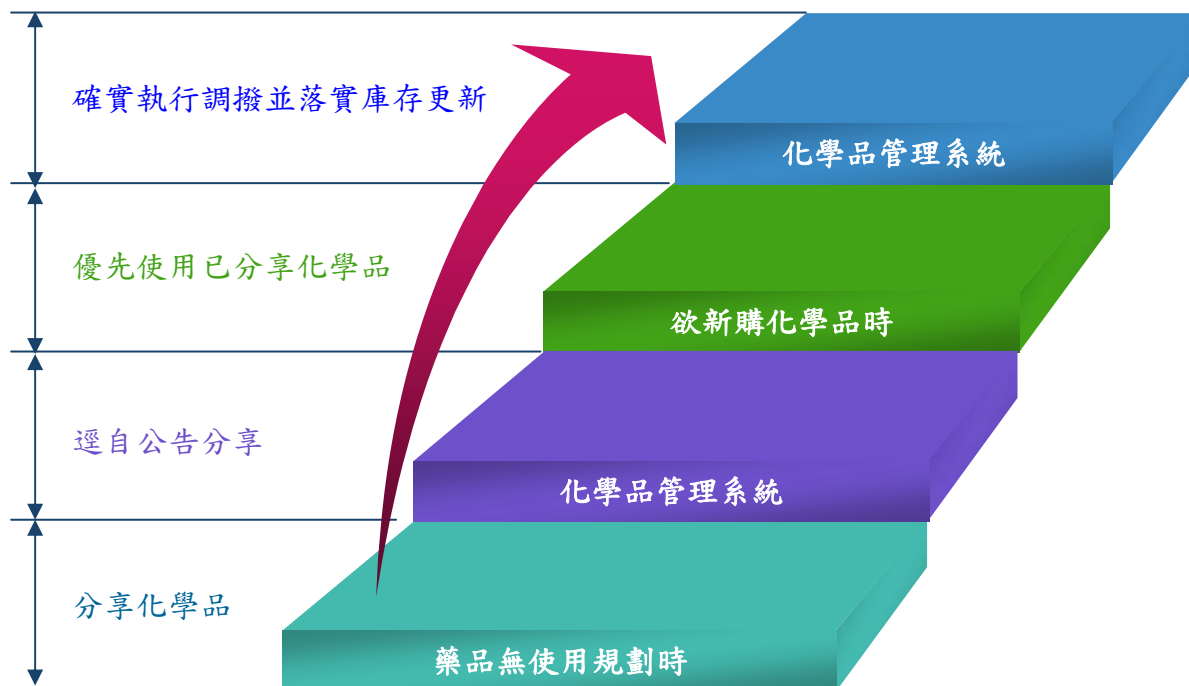 確實執行調撥並落實庫存更新
化學品管理系統
優先使用已分享化學品
欲新購化學品時
逕自公告分享
化學品管理系統
分享化學品
藥品無使用規劃時